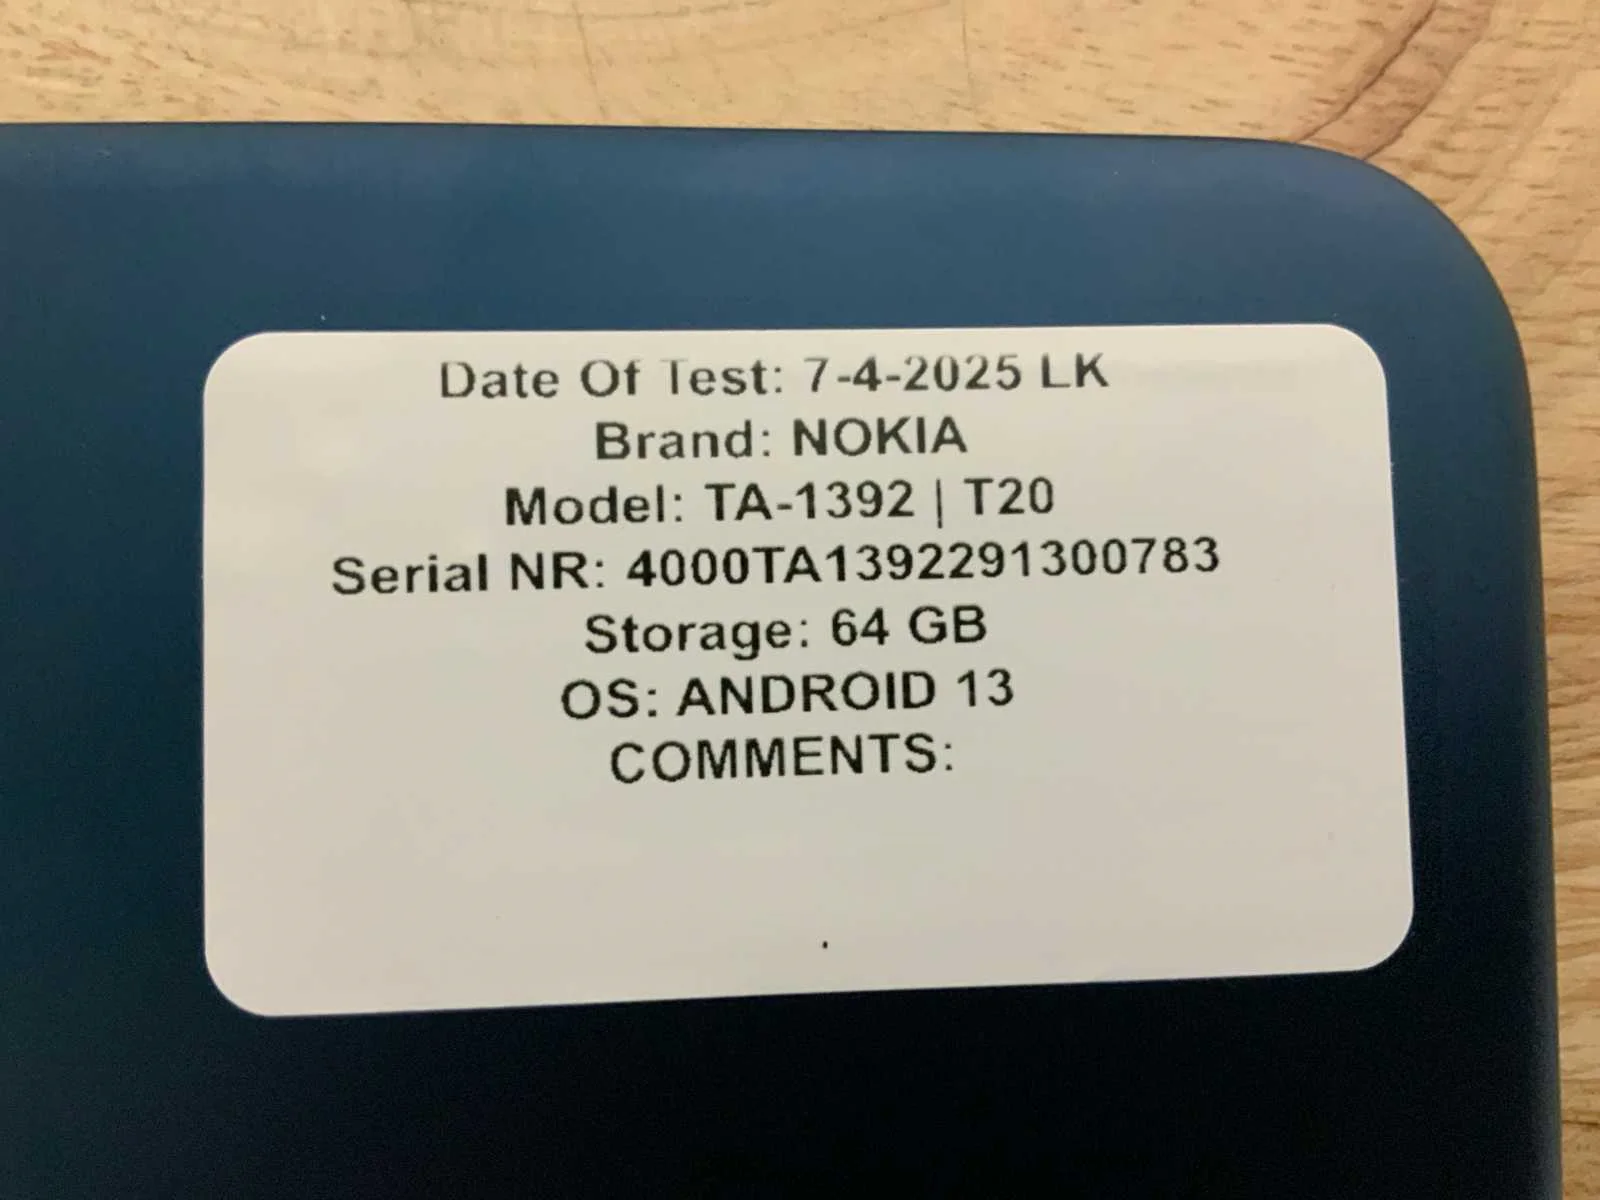 Date Of Test: 7-4-2025 LK
Brand: NOKIA
Model: TA-1392 | T20
Serial NR: 4000TA1392291300783
Storage: 64 GB
OS: ANDROID 13
COMMENTS:
.